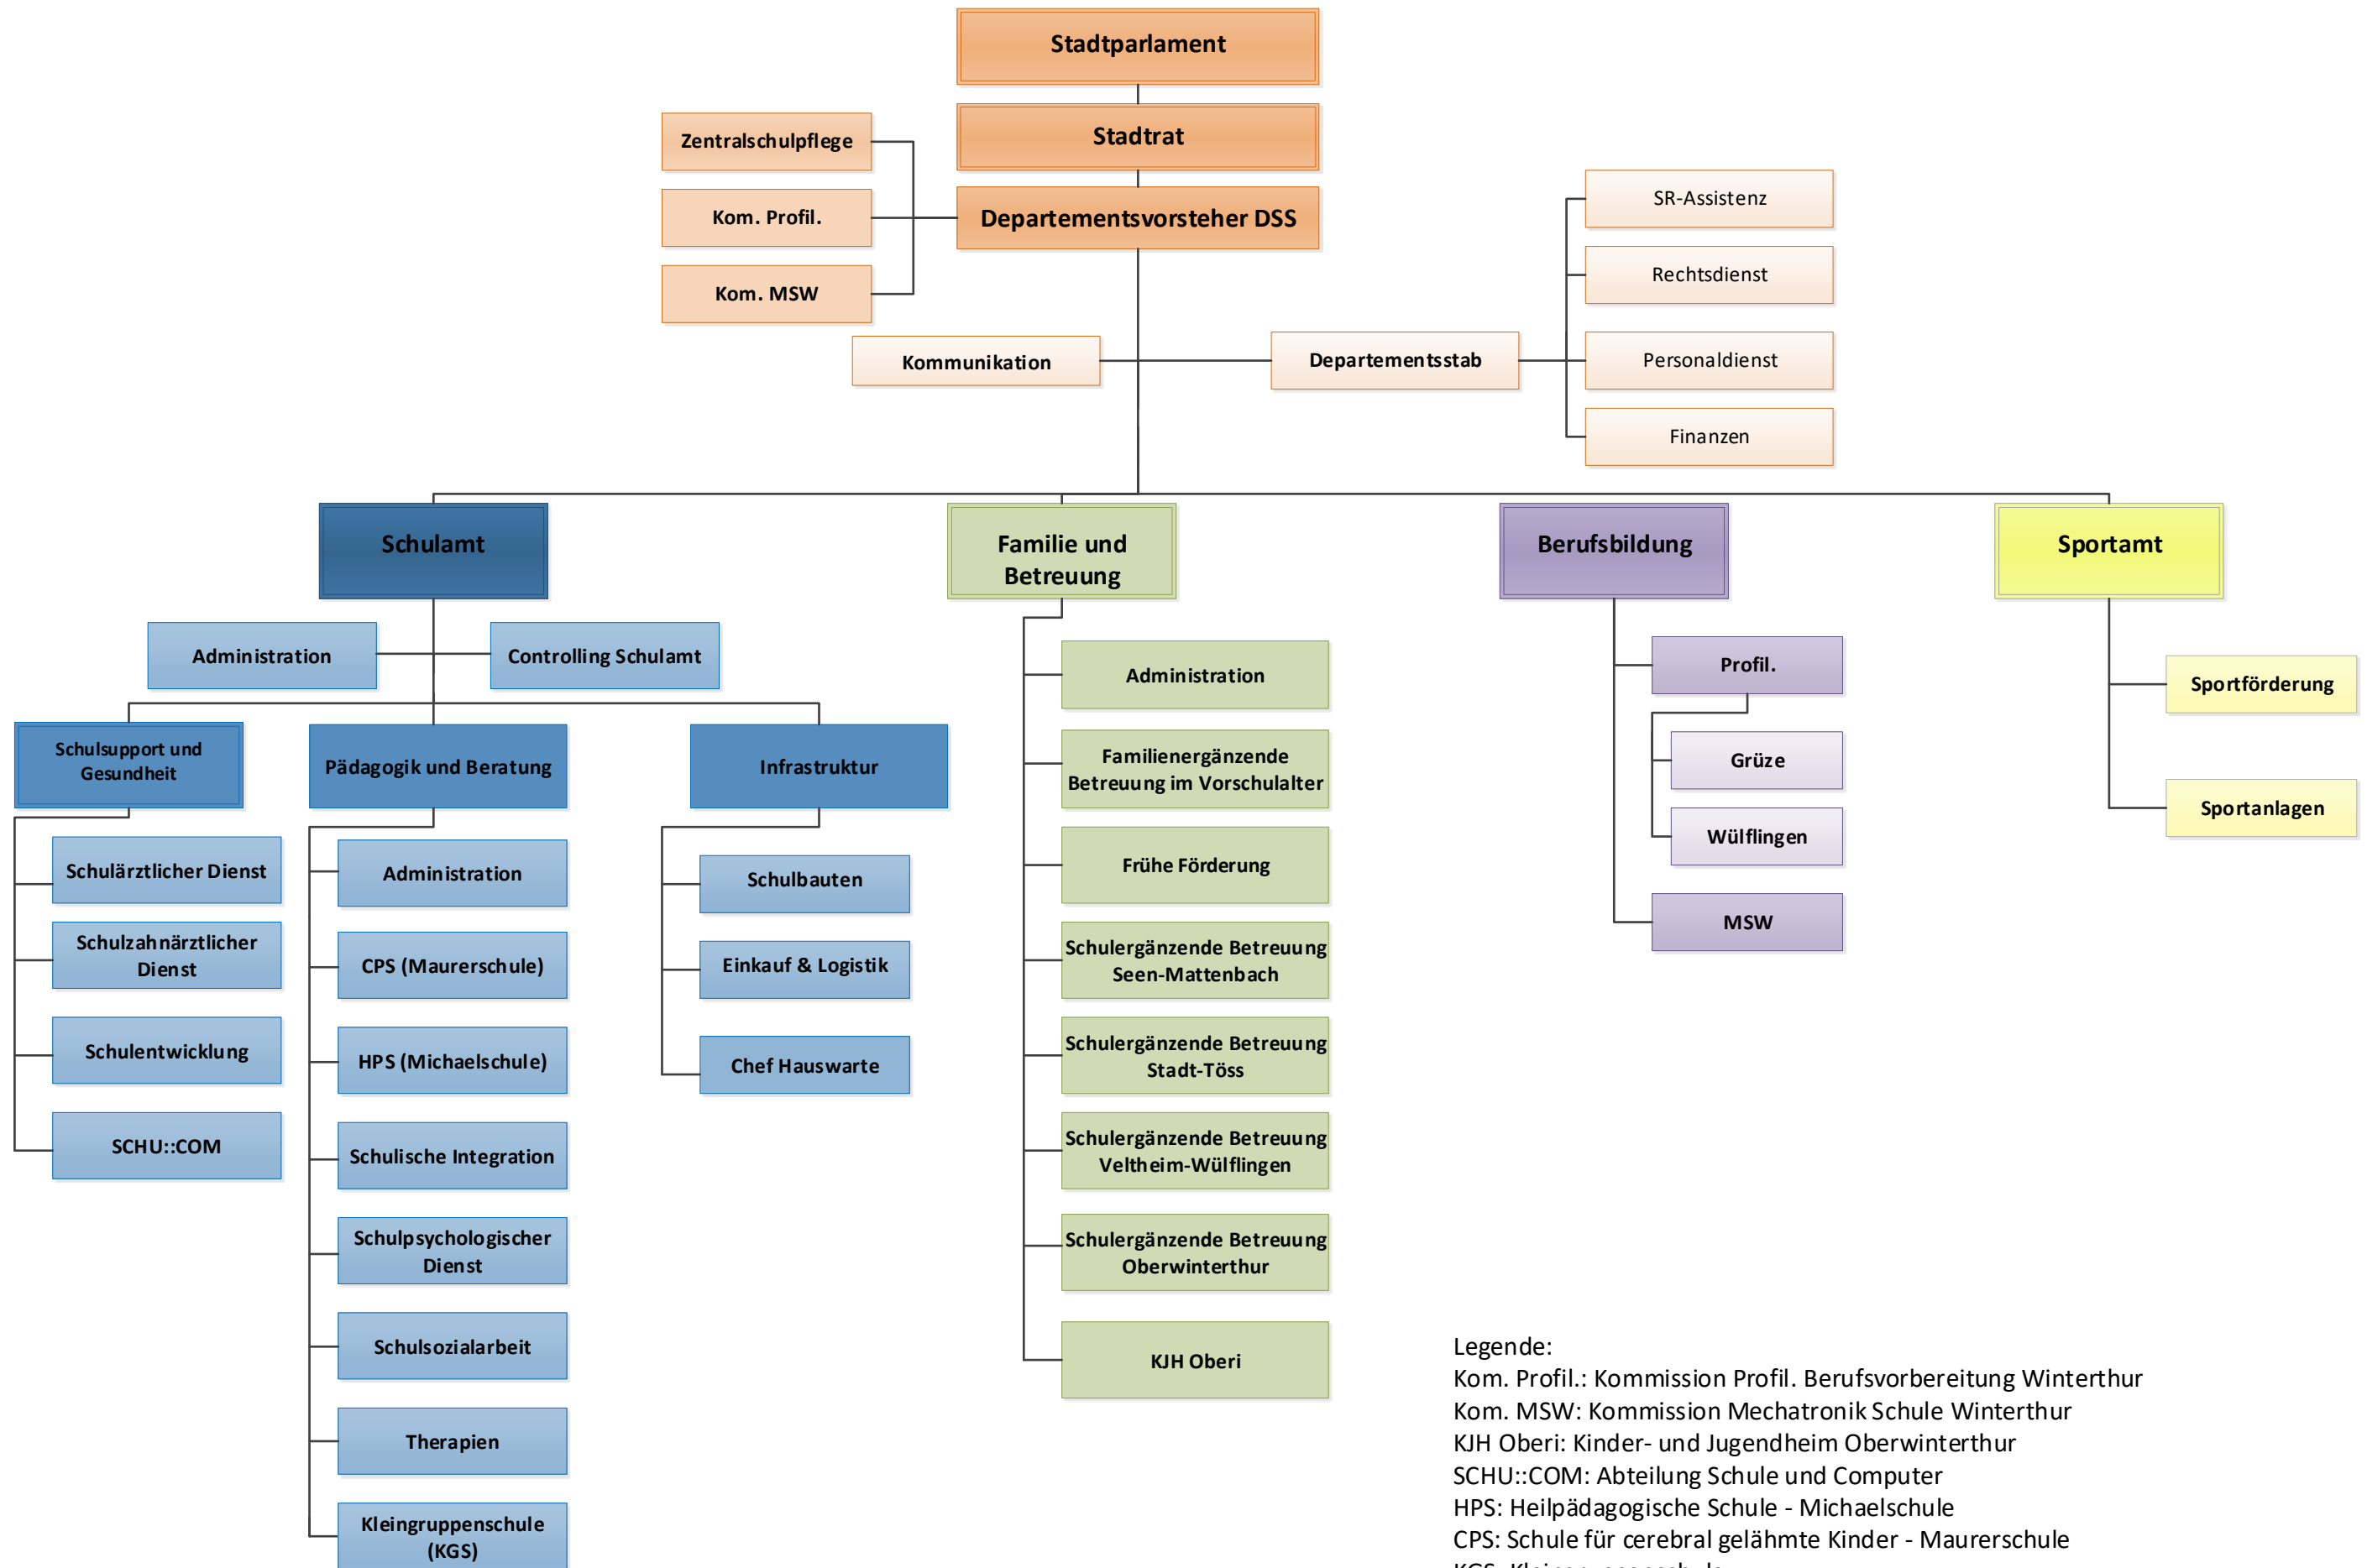 Stadtparlament
Stadtrat
Zentralschulpflege
Departementsvorsteher DSS
Kom. Profil.
Kom. MSW
SR-Assistenz
Rechtsdienst
Kommunikation
Departementsstab
Personaldienst
Finanzen
Schulamt
Familie und
Betreuung
Berufsbildung
Sportamt
Administration
Controlling Schulamt
Schulsupport und
Gesundheit
Pädagogik und Beratung
Infrastruktur
Schulärztlicher Dienst
Schulzahnärztlicher
Dienst
Schulentwicklung
SCHU::COM
Administration
CPS (Maurerschule)
HPS (Michaelschule)
Schulische Integration
Schulpsychologischer
Dienst
Schulsozialarbeit
Therapien
Kleingruppenschule
(KGS)
Schulbauten
Einkauf & Logistik
Chef Hauswarte
Administration
Familienergänzende
Betreuung im Vorschulalter
Frühe Förderung
Schulergänzende Betreuung
Seen-Mattenbach
Schulergänzende Betreuung
Stadt-Töss
Schulergänzende Betreuung
Veltheim-Wülflingen
Schulergänzende Betreuung
Oberwinterthur
KJH Oberi
Profil.
Grüze
Wülflingen
MSW
Sportförderung
Sportanlagen
Legende:
Kom. Profil.: Kommission Profil. Berufsvorbereitung Winterthur
Kom. MSW: Kommission Mechatronik Schule Winterthur
KJH Oberi: Kinder- und Jugendheim Oberwinterthur
SCHU::COM: Abteilung Schule und Computer
HPS: Heilpädagogische Schule - Michaelschule
CPS: Schule für cerebral gelähmte Kinder - Maurerschule